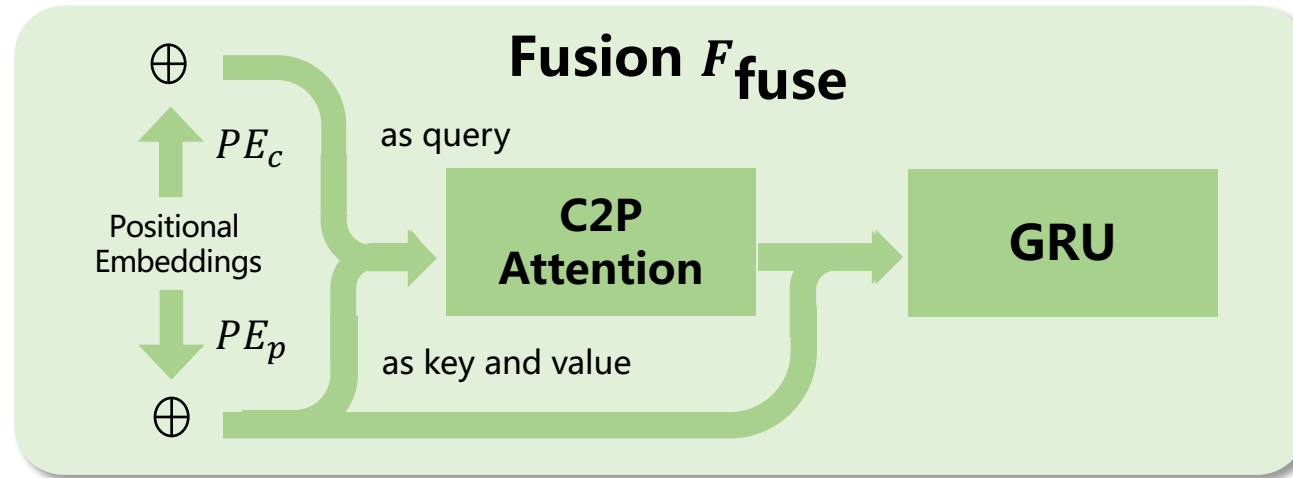 Fusion F_fuse
PE_c
as query
Positional
Embeddings
C2P
Attention
GRU
PE_p
as key and value